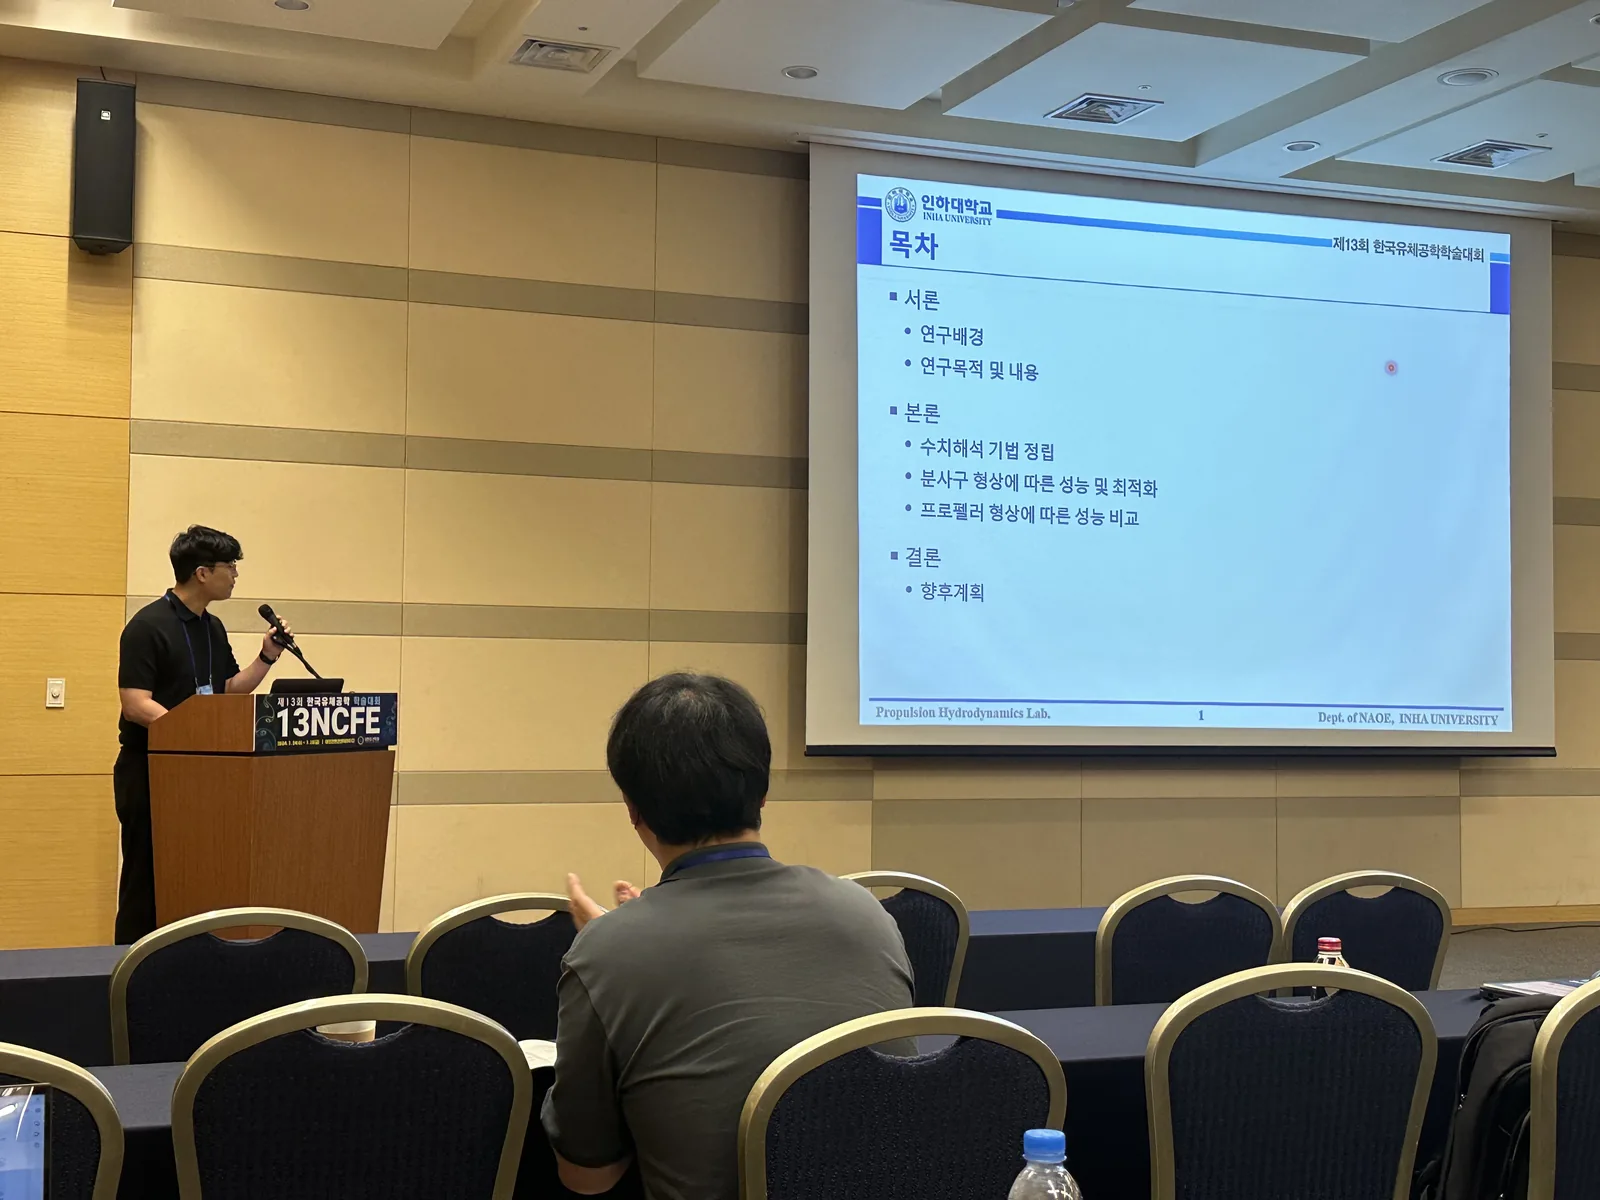 인하대학교
INHA UNIVERSITY
목차
제13회 한국유체공학학술대회
■ 서론
• 연구배경
• 연구목적 및 내용
■ 본론
• 수치해석 기법 정립
• 분사구 형상에 따른 성능 및 최적화
• 프로펠러 형상에 따른 성능 비교
■ 결론
• 향후계획
Propulsion Hydrodynamics Lab.
1
Dept. of NAOE, INHA UNIVERSITY
제13회 한국유체공학 학술대회
13NCFE